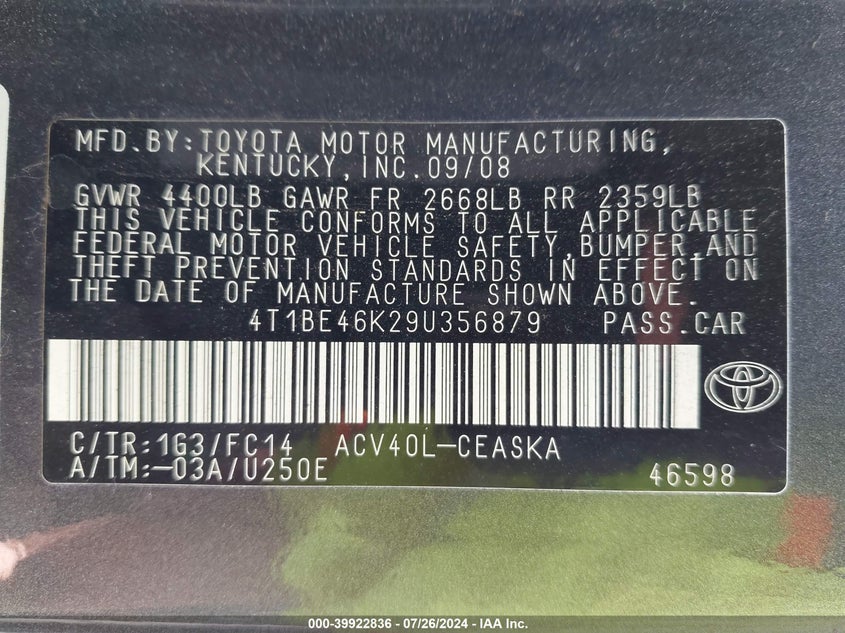 MFD.BY:TOYOTA MOTOR MANUFACTURING,
KENTUCKY,INC.09/08
GVWR 4400LB GAWR FR 2668LB RR 2359LB
THIS VEHICLE CONFORMS TO ALL APPLICABLE
FEDERAL MOTOR VEHICLE SAFETY,BUMPER,AND
THEFT PREVENTION STANDARDS IN EFFECT ON
THE DATE OF MANUFACTURE SHOWN ABOVE.
4T1BE46K29U356879 PASS.CAR
C/TR:1G3/FC14 ACV40L-CEASKA
A/TM:-03A/U250E 46598
000-39922836 - 07/26/2024 - IAA Inc.